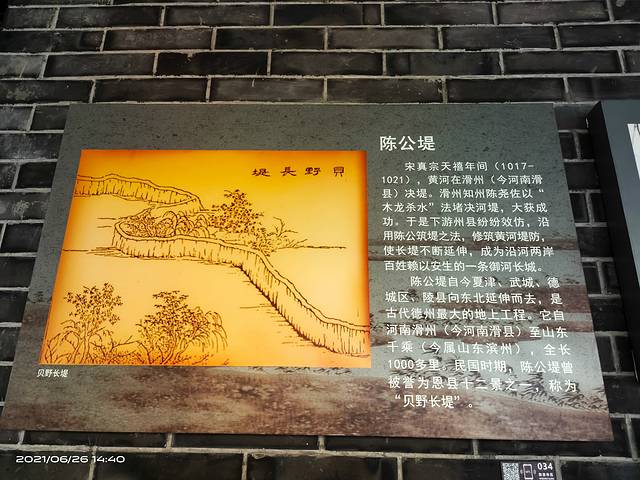 陈公堤
堤長野貝
宋真宗天禧年间（1017-
1021），黄河在滑州（今河南滑
县）决堤。滑州知州陈尧佐以“
木龙杀水”法堵决河堤，大获成
功。于是下游州县纷纷效仿，沿
用陈公筑堤之法，修筑黄河堤防，
使长堤不断延伸，成为沿河两岸
百姓赖以安生的一条御河长城。
陈公堤自今夏津、武城、德
城区、陵县向东北延伸而去，是
古代德州最大的地上工程。它自
河南滑州（今河南滑县）至山东
千乘（今属山东滨州），全长
1000多里。民国时期，陈公堤曾
被誉为恩县十二景之一，称为
“贝野长堤”。
贝野长堤
2021/06/26 14:40
034